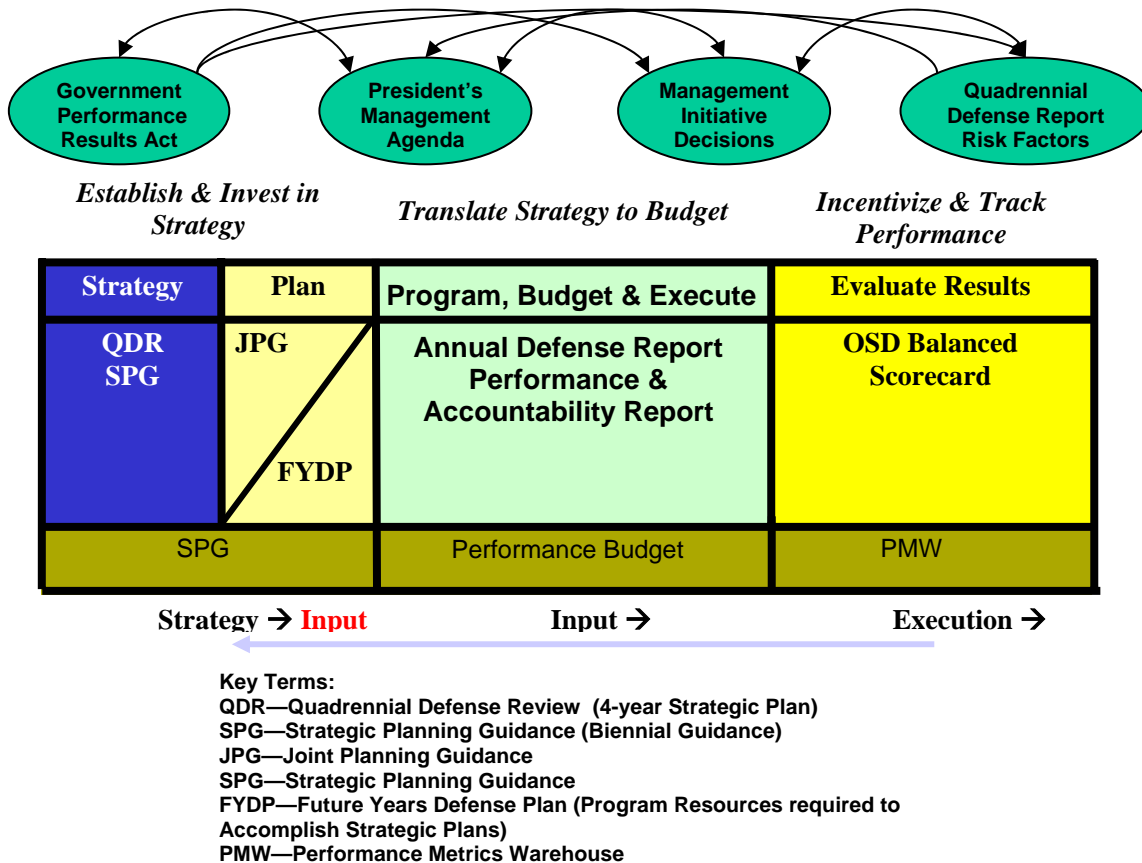 Government
Performance
Results Act
President's
Management
Agenda
Management
Initiative
Decisions
Quadrennial
Defense Report
Risk Factors
Establish & Invest in
Strategy
Translate Strategy to Budget
Incentivize & Track
Performance
Strategy
Plan
Program, Budget & Execute
Evaluate Results
QDR
SPG
JPG
FYDP
Annual Defense Report
Performance &
Accountability Report
OSD Balanced
Scorecard
SPG
Performance Budget
PMW
Strategy → Input
Input →
Execution →
Key Terms:
QDR—Quadrennial Defense Review (4-year Strategic Plan)
SPG—Strategic Planning Guidance (Biennial Guidance)
JPG—Joint Planning Guidance
SPG—Strategic Planning Guidance
FYDP—Future Years Defense Plan (Program Resources required to
Accomplish Strategic Plans)
PMW—Performance Metrics Warehouse